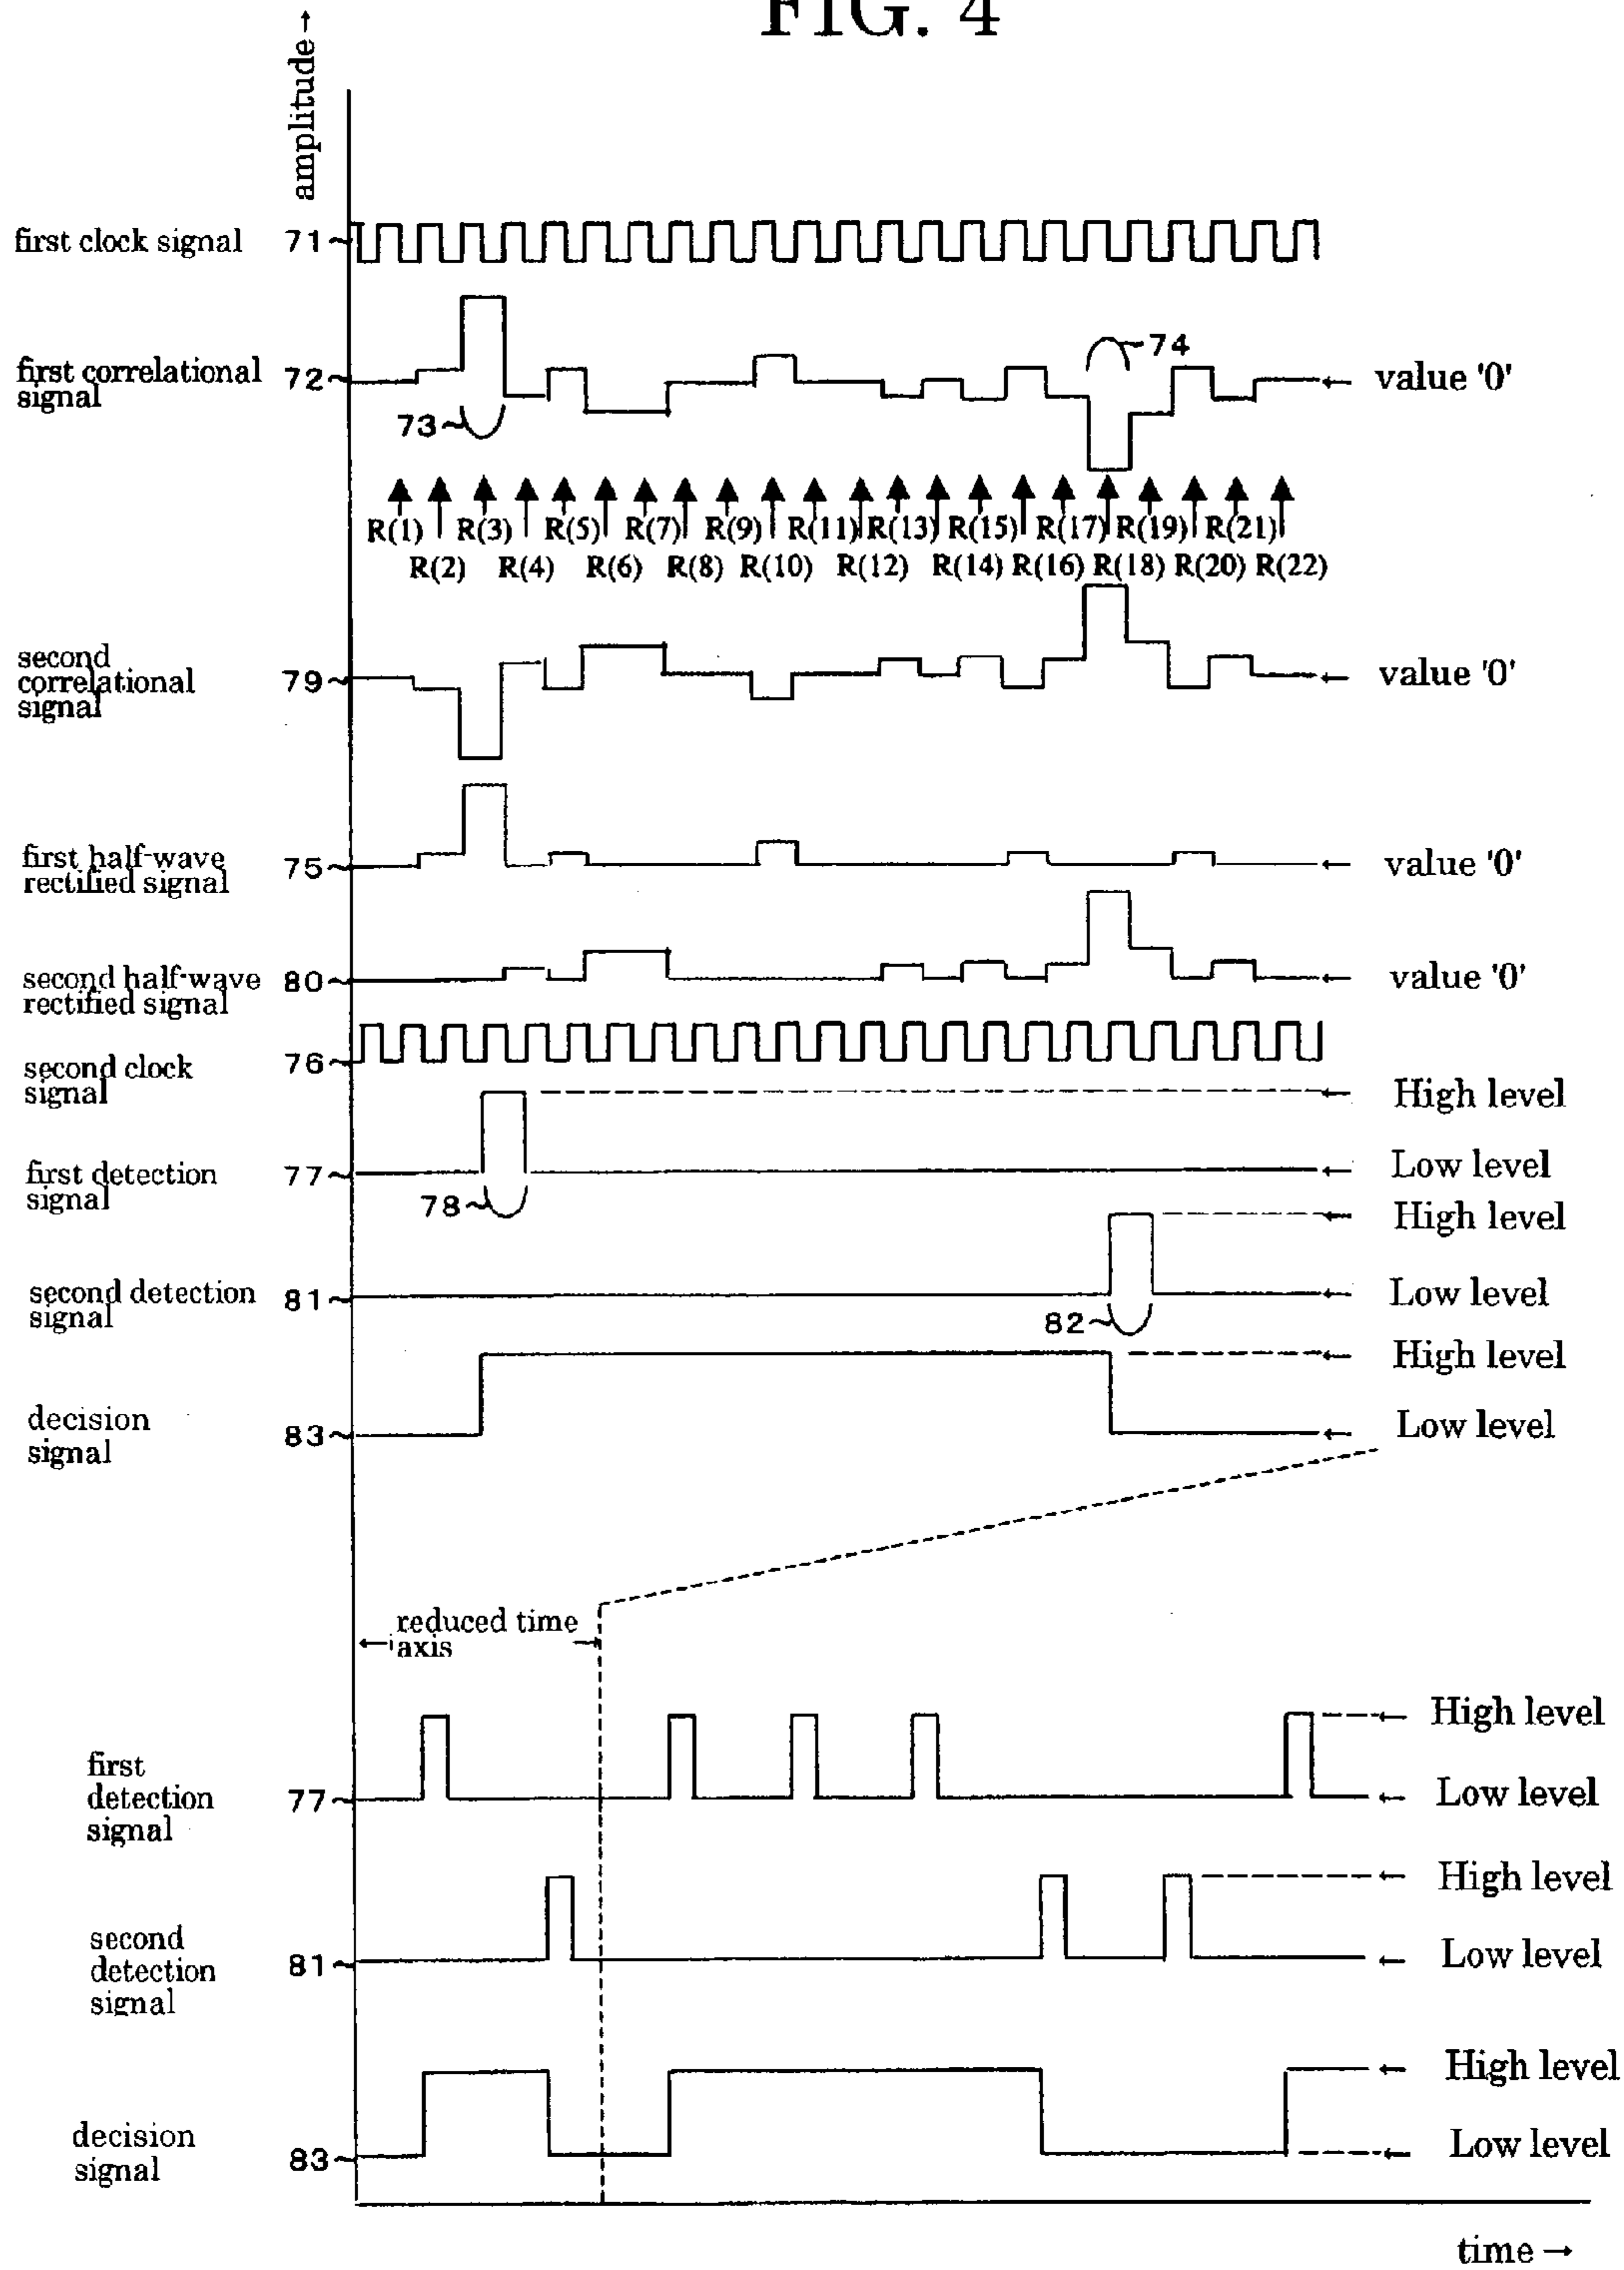 FIG. 4
amplitude→
first clock signal 71
first correlational
signal
72
73
74
value '0'
R(1) R(3) R(5) R(7) R(9) R(11) R(13) R(15) R(17) R(19) R(21)
R(2) R(4) R(6) R(8) R(10) R(12) R(14) R(16) R(18) R(20) R(22)
second
correlational
signal
79
value '0'
first half-wave
rectified signal
75
value '0'
second half-wave
rectified signal
80
value '0'
second clock
signal
76
High level
first detection
signal
77
78
Low level
High level
second detection
signal
81
82
Low level
High level
decision
signal
83
Low level
reduced time
axis
High level
first
detection
signal
77
Low level
High level
second
detection
signal
81
Low level
High level
decision
signal
83
Low level
time→